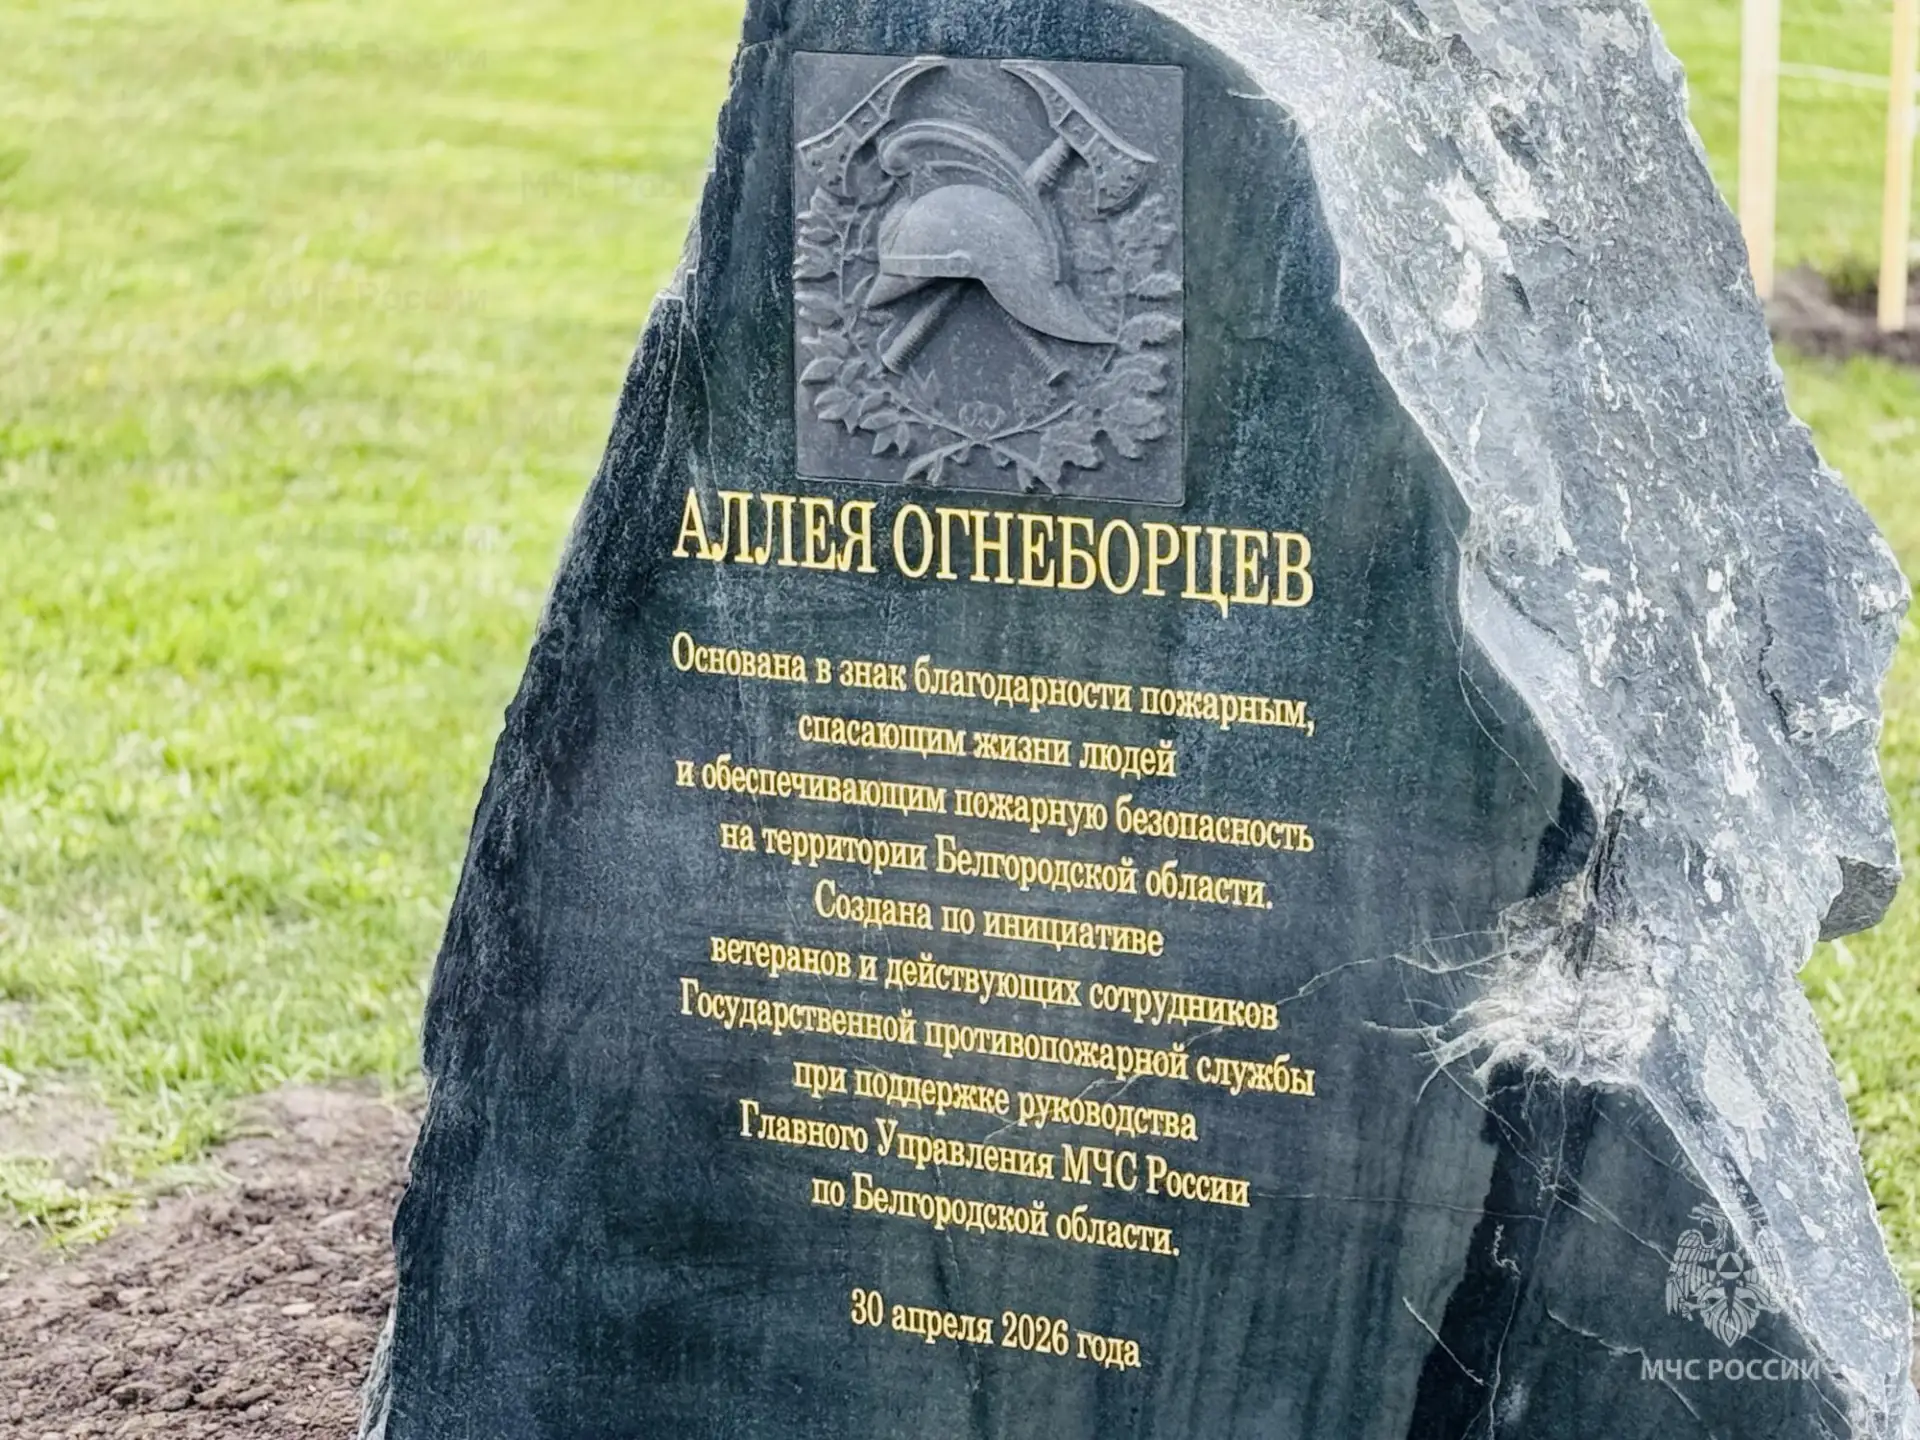 АЛЛЕЯ ОГНЕБОРЦЕВ
Основана в знак благодарности пожарным,
спасающим жизни людей
и обеспечивающим пожарную безопасность
на территории Белгородской области.
Создана по инициативе
ветеранов и действующих сотрудников
Государственной противопожарной службы
при поддержке руководства
Главного Управления МЧС России
по Белгородской области.
30 апреля 2026 года
МЧС РОССИИ